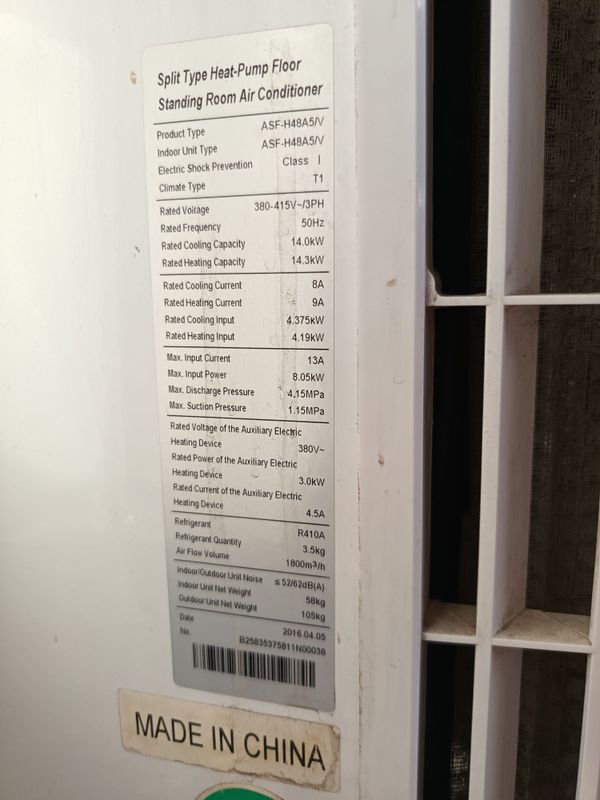 Split Type Heat-Pump Floor
Standing Room Air Conditioner
Product Type ASF-H48A5/V
Indoor Unit Type ASF-H48A5/V
Electric Shock Prevention Class I
Climate Type T1
Rated Voltage 380-415V~/3PH
Rated Frequency 50Hz
Rated Cooling Capacity 14.0kW
Rated Heating Capacity 14.3kW
Rated Cooling Current 8A
Rated Heating Current 9A
Rated Cooling Input 4.375kW
Rated Heating Input 4.19kW
Max. Input Current 13A
Max. Input Power 8.05kW
Max. Discharge Pressure 4.15MPa
Max. Suction Pressure 1.15MPa
Rated Voltage of the Auxiliary Electric
Heating Device 380V~
Rated Power of the Auxiliary Electric
Heating Device 3.0kW
Rated Current of the Auxiliary Electric
Heating Device 4.5A
Refrigerant R410A
Refrigerant Quantity 3.5kg
Air Flow Volume 1800m³/h
Indoor/Outdoor Unit Noise ≤52/62dB(A)
Indoor Unit Net Weight 58kg
Outdoor Unit Net Weight 105kg
Date 2016.04.05
No. B25835375811N00038
MADE IN CHINA